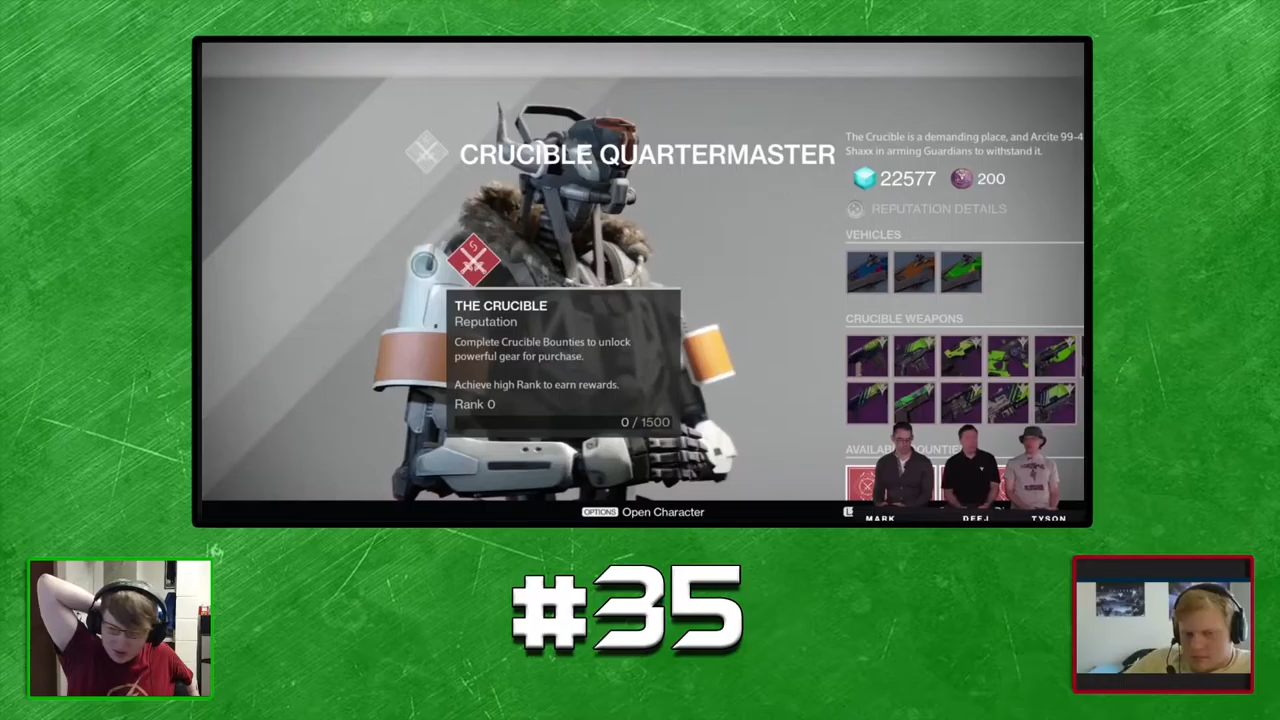 CRUCIBLE QUARTERMASTER
The Crucible is a demanding place, and Arcite 99-4
Shaxx in arming Guardians to withstand it.
22577
200
REPUTATION DETAILS
VEHICLES
CRUCIBLE WEAPONS
THE CRUCIBLE
Reputation
Complete Crucible Bounties to unlock
powerful gear for purchase.
Achieve high Rank to earn rewards.
Rank 0
0 / 1500
AVAILABLE BOUNTIES
OPTIONS Open Character
MARK
DEEJ
TYSON
#35